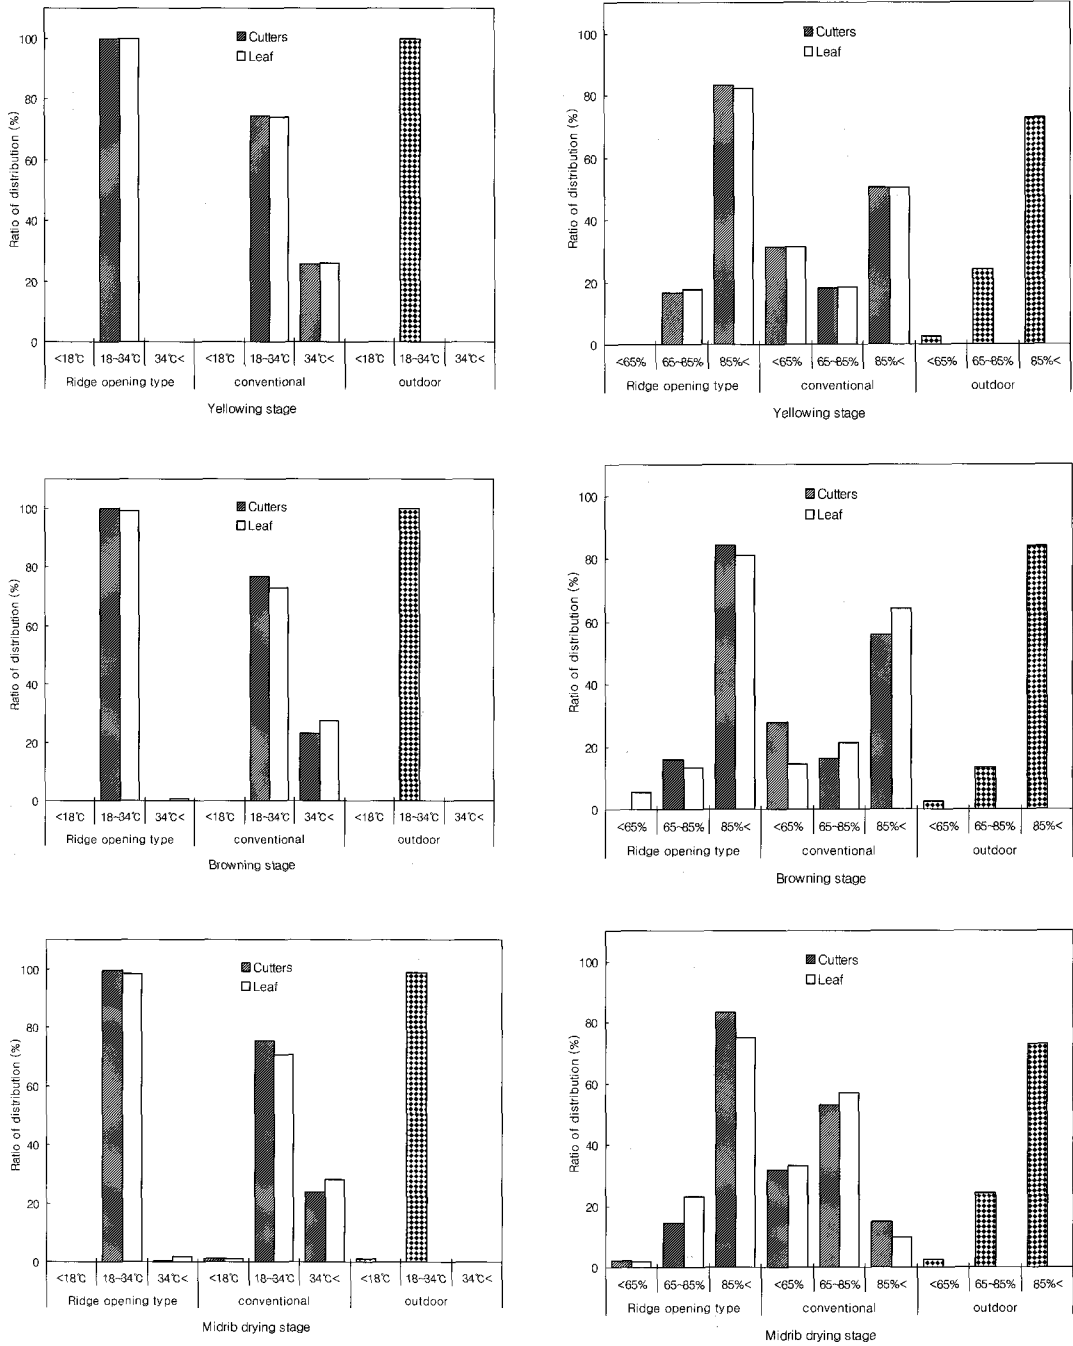 Cutters
Leaf
Ratio of distribution (%)
100
80
60
40
20
0
<18℃ 18~34℃ 34℃< <18℃ 18~34℃ 34℃< <18℃ 18~34℃ 34℃<
Ridge opening type conventional outdoor
Yellowing stage
Cutters
Leaf
Ratio of distribution (%)
100
80
60
40
20
0
<65% 65~85% 85%< <65% 65~85% 85%< <65% 65~85% 85%<
Ridge opening type conventional outdoor
Yellowing stage
Cutters
Leaf
Ratio of distribution (%)
100
80
60
40
20
0
<18℃ 18~34℃ 34℃< <18℃ 18~34℃ 34℃< <18℃ 18~34℃ 34℃<
Ridge opening type conventional outdoor
Browning stage
Cutters
Leaf
Ratio of distribution (%)
100
80
60
40
20
0
<65% 65~85% 85%< <65% 65~85% 85%< <65% 65~85% 85%<
Ridge opening type conventional outdoor
Browning stage
Cutters
Leaf
Ratio of distribution (%)
100
80
60
40
20
0
<18℃ 18~34℃ 34℃< <18℃ 18~34℃ 34℃< <18℃ 18~34℃ 34℃<
Ridge opening type conventional outdoor
Midrib drying stage
Cutters
Leaf
Ratio of distribution (%)
100
80
60
40
20
0
<65% 65~85% 85%< <65% 65~85% 85%< <65% 65~85% 85%<
Ridge opening type conventional outdoor
Midrib drying stage